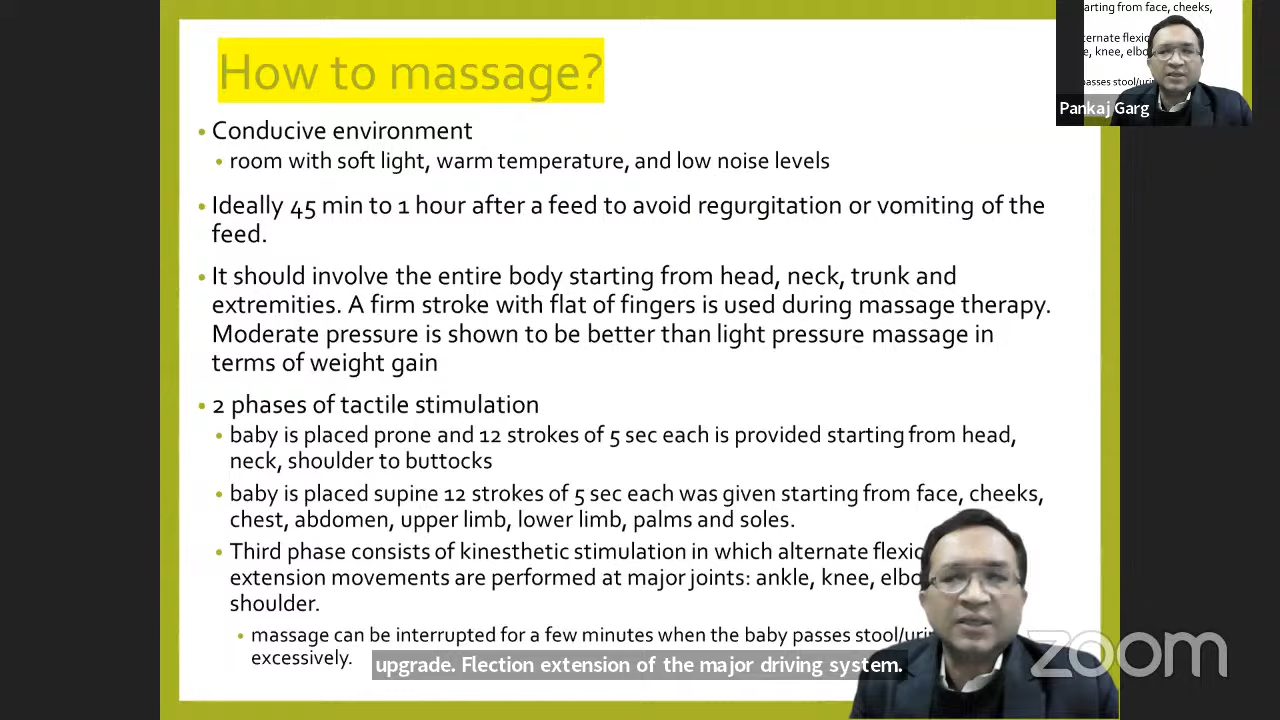 How to massage?
• Conducive environment
• room with soft light, warm temperature, and low noise levels
• Ideally 45 min to 1 hour after a feed to avoid regurgitation or vomiting of the
feed.
• It should involve the entire body starting from head, neck, trunk and
extremities. A firm stroke with flat of fingers is used during massage therapy.
Moderate pressure is shown to be better than light pressure massage in
terms of weight gain
• 2 phases of tactile stimulation
• baby is placed prone and 12 strokes of 5 sec each is provided starting from head,
neck, shoulder to buttocks
• baby is placed supine 12 strokes of 5 sec each was given starting from face, cheeks,
chest, abdomen, upper limb, lower limb, palms and soles.
• Third phase consists of kinesthetic stimulation in which alternate
extension movements are performed at major joints: ankle, knee,
shoulder.
• massage can be interrupted for a few minutes when the baby passes
excessively.
upgrade. Flection extension of the major driving system.
zoom
starting from face, cheeks,
knee,
Pankaj Garg